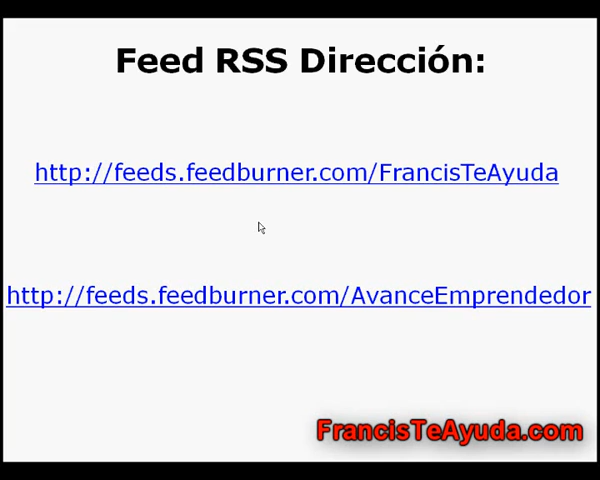 Feed RSS Dirección:
http://feeds.feedburner.com/FrancisTeAyuda
http://feeds.feedburner.com/AvanceEmprendedor
FrancisTeAyuda.com